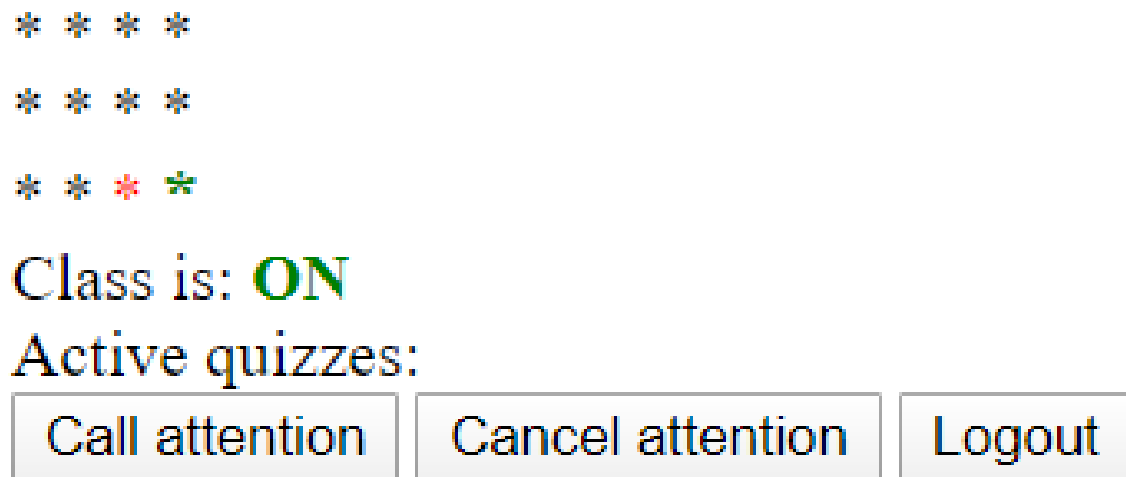 * * * *
* * * *
* * * *
Class is: ON
Active quizzes:
Call attention Cancel attention Logout